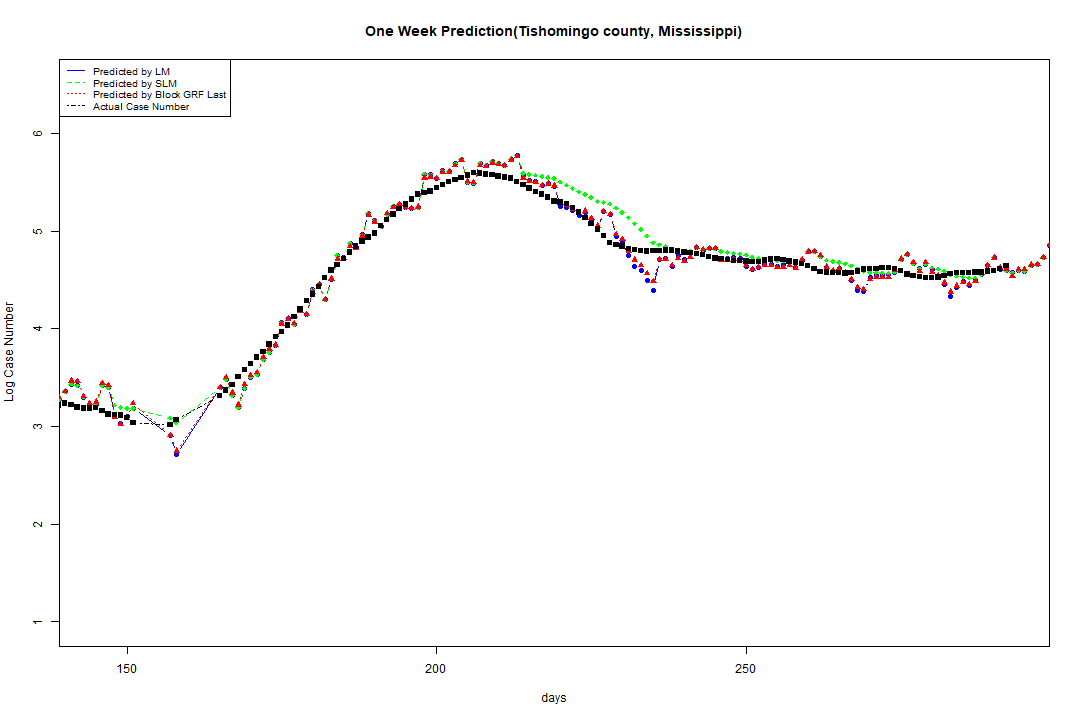 One Week Prediction(Tishomingo county, Mississippi)
Predicted by LM
Predicted by SLM
Predicted by Block GRF Last
Actual Case Number
6
5
4
3
2
1
Log Case Number
150
200
250
days